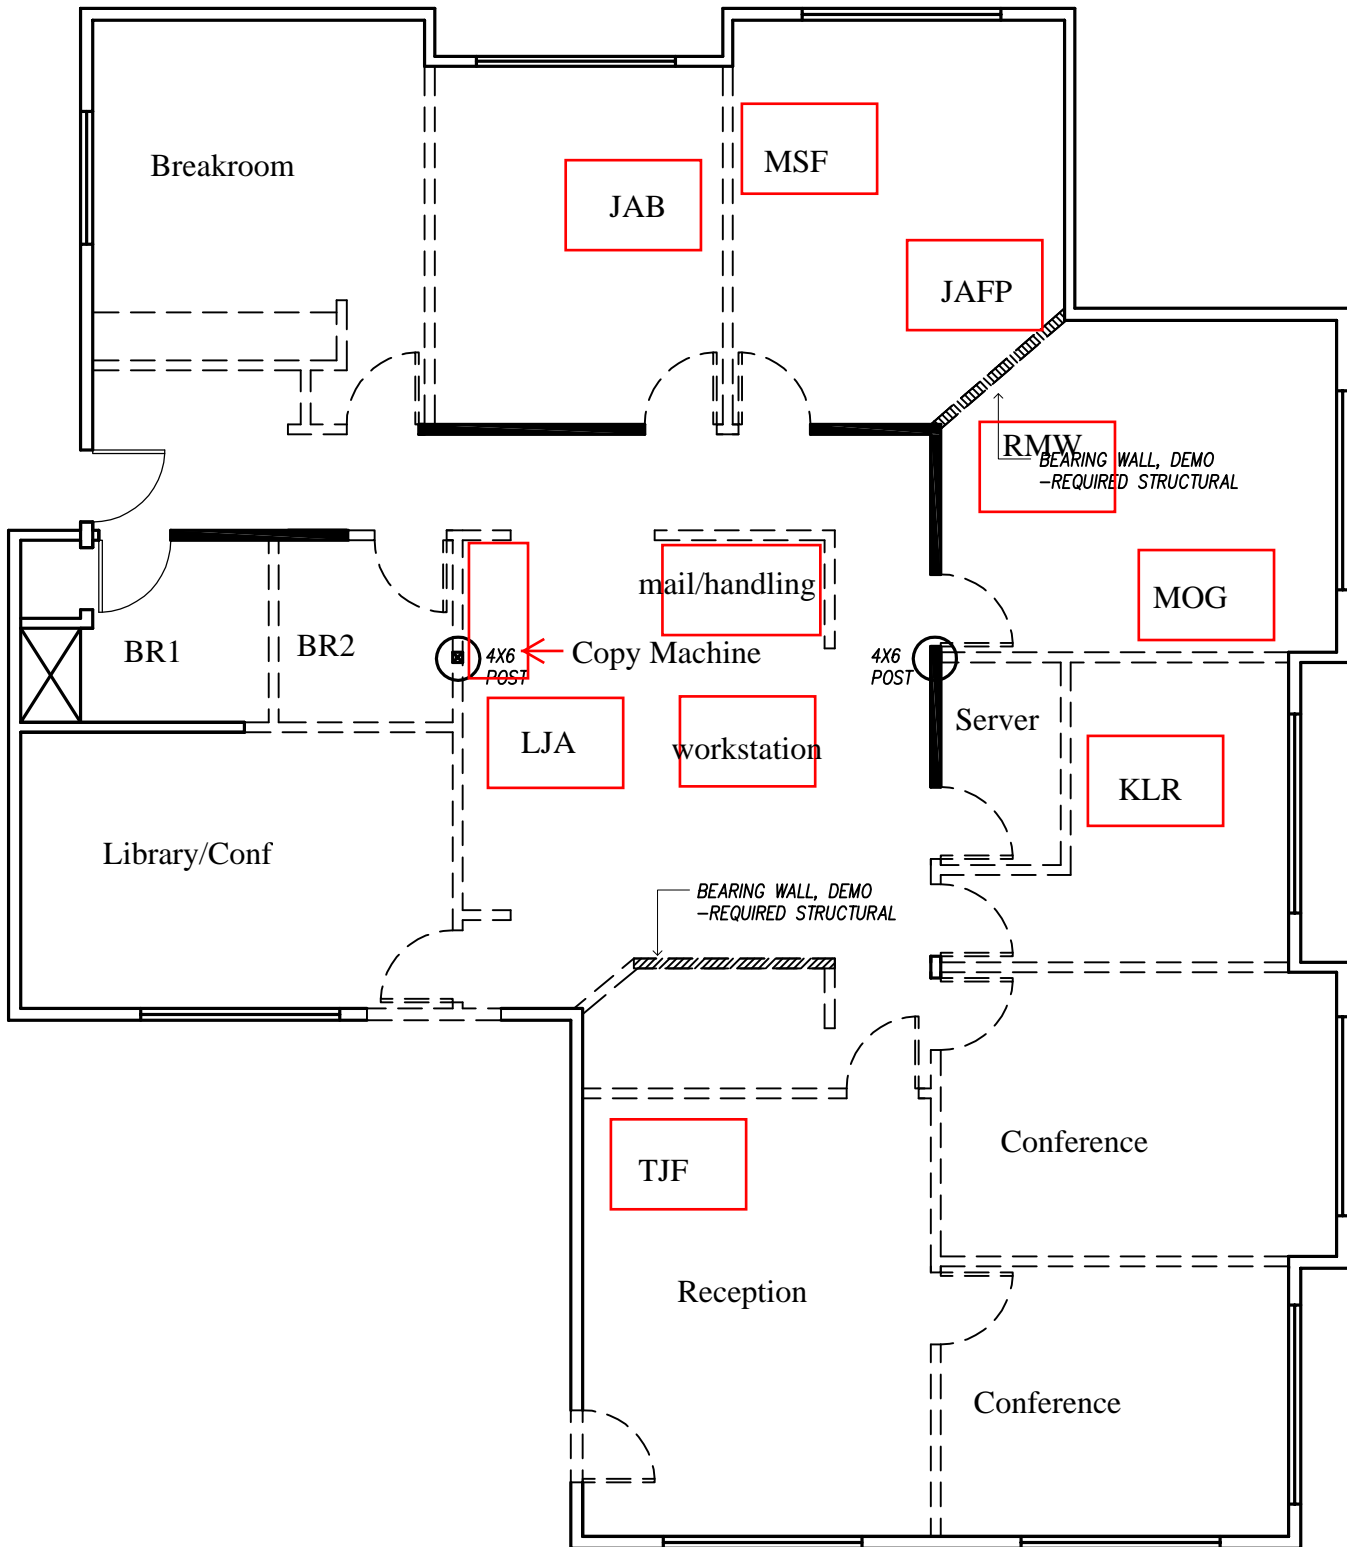 Breakroom
MSF
JAB
JAFP
RMW
BEARING WALL, DEMO
-REQUIRED STRUCTURAL
mail/handling
MOG
BR1
BR2
4X6
POST
Copy Machine
4X6
POST
Server
LJA
workstation
KLR
Library/Conf
BEARING WALL, DEMO
-REQUIRED STRUCTURAL
Conference
TJF
Reception
Conference